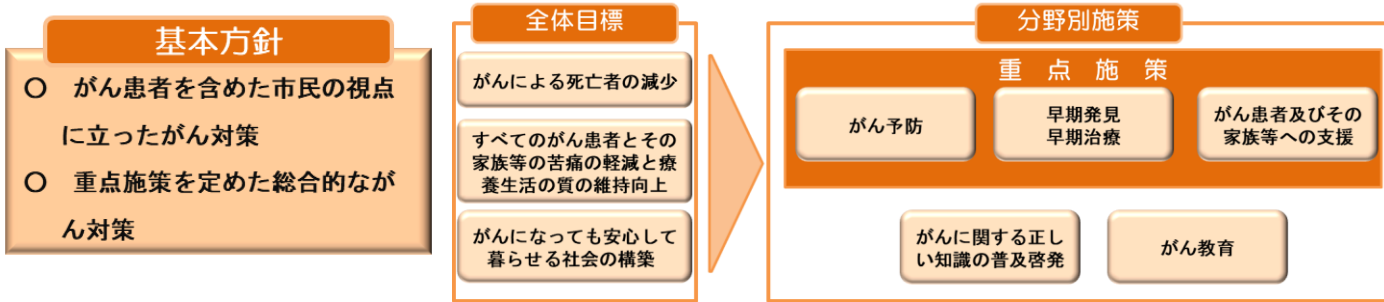 基本方針
○ がん患者を含めた市民の視点
に立ったがん対策
○ 重点施策を定めた総合的なが
ん対策
全体目標
がんによる死亡者の減少
すべてのがん患者とその
家族等の苦痛の軽減と療
養生活の質の維持向上
がんになっても安心して
暮らせる社会の構築
分野別施策
重点施策
がん予防
早期発見
早期治療
がん患者及びその
家族等への支援
がんに関する正し
い知識の普及啓発
がん教育